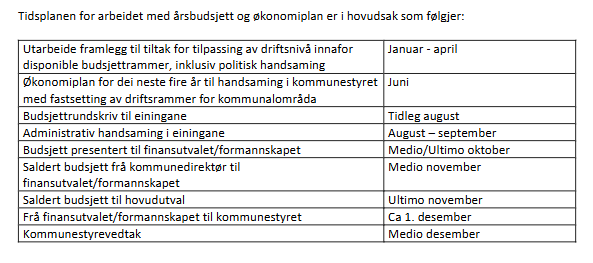 Tidsplanen for arbeidet med årsbudsjett og økonomiplan er i hovudsak som følgjer:
Utarbeide framlegg til tiltak for tilpassing av driftsnivå innafor Januar - april
disponible budsjettrammer, inklusiv politisk handsaming
Økonomiplan for dei neste fire år til handsaming i kommunestyret Juni
med fastsetting av driftsrammer for kommunalområda
Budsjettrundskriv til einingane Tidleg august
Administrativ handsaming i einingane August – september
Budsjett presentert til finansutvalet/formannskapet Medio/Ultimo oktober
Saldert budsjett frå kommunedirektør til Medio november
finansutvalet/formannskapet
Saldert budsjett til hovudutval Ultimo november
Frå finansutvalet/formannskapet til kommunestyret Ca 1. desember
Kommunestyrevedtak Medio desember